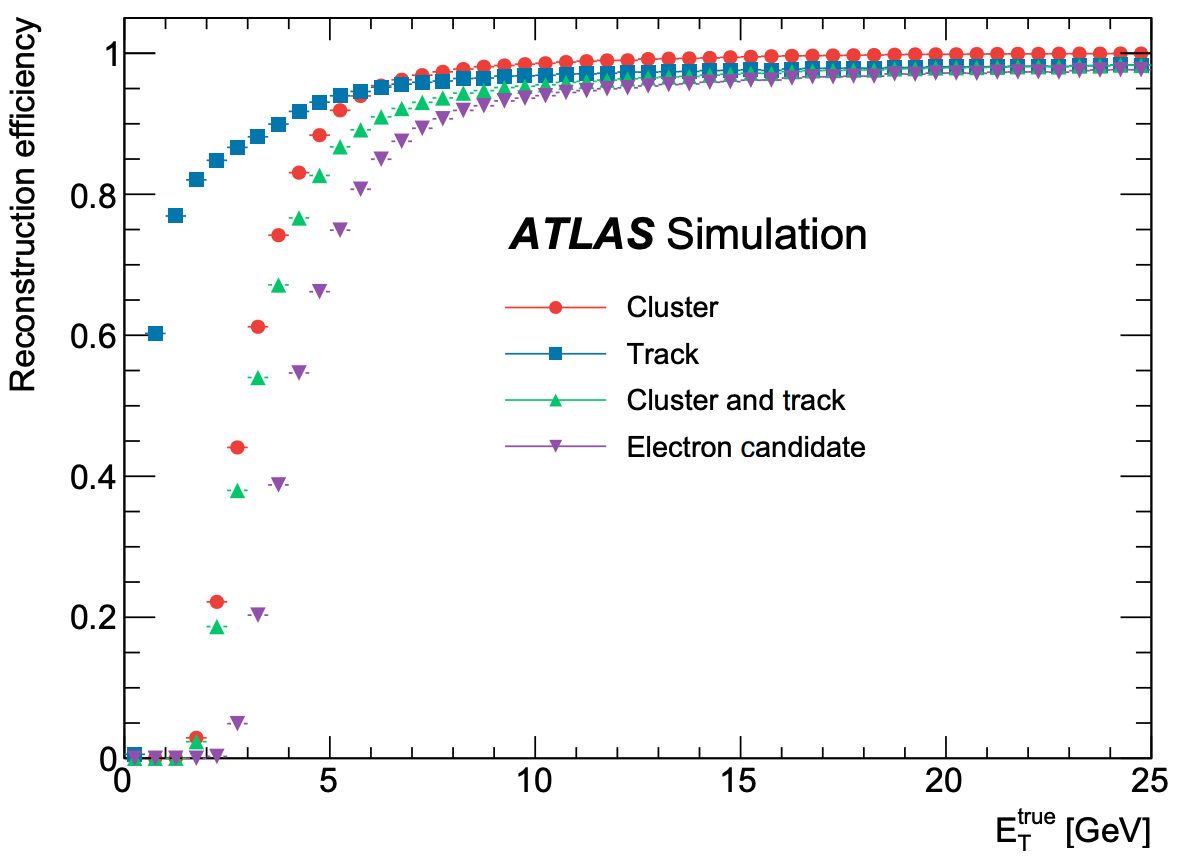 Reconstruction efficiency
1
0.8
0.6
0.4
0.2
0
ATLAS Simulation
Cluster
Track
Cluster and track
Electron candidate
0 5 10 15 20 25
E_T^true [GeV]